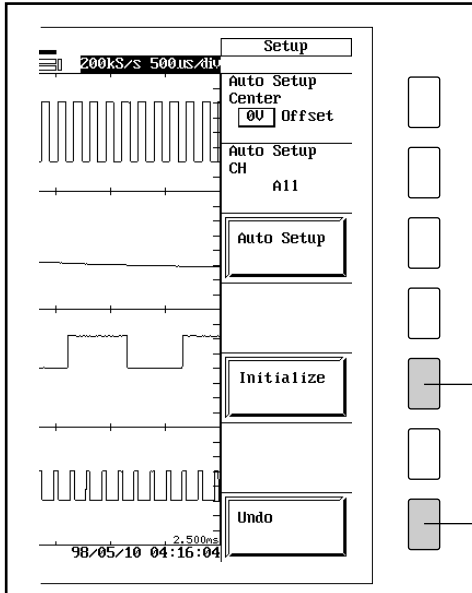 200kS/s 500us/div
Setup
Auto Setup
Center
0V Offset
Auto Setup
CH
All
Auto Setup
Initialize
Undo
2.500ms
98/05/10 04:16:04